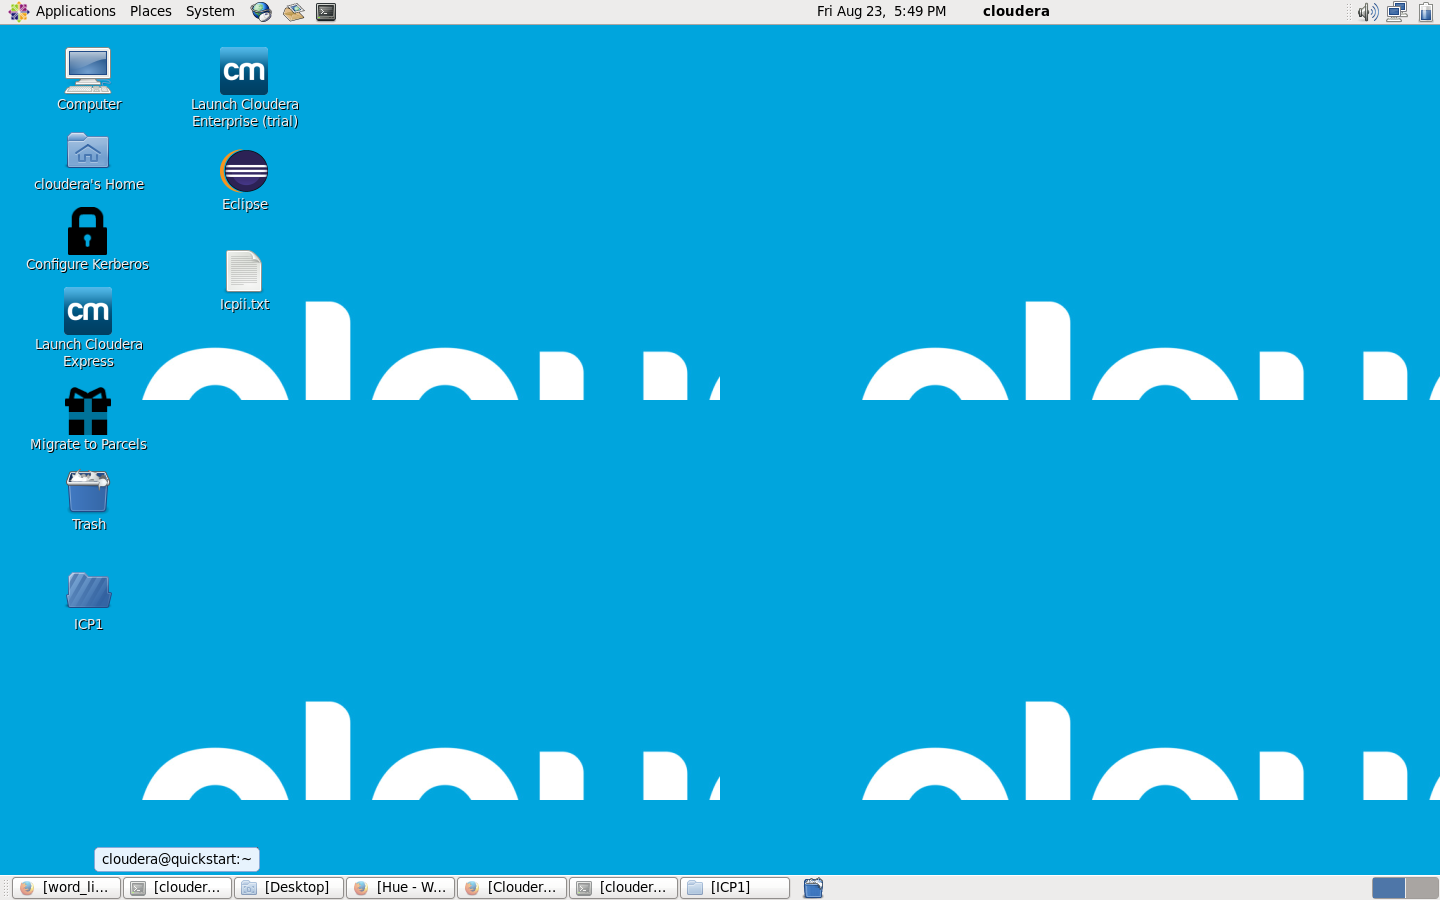 Applications Places System
Fri Aug 23, 5:49 PM
cloudera
Computer
cm
Launch Cloudera
Enterprise (trial)
cloudera's Home
Eclipse
Configure Kerberos
Icpii.txt
cm
Launch Cloudera
Express
Migrate to Parcels
Trash
ICP1
cloudera@quickstart:~
[word_li...
[clouder...
[Desktop]
[Hue - W...
[Clouder...
[clouder...
[ICP1]